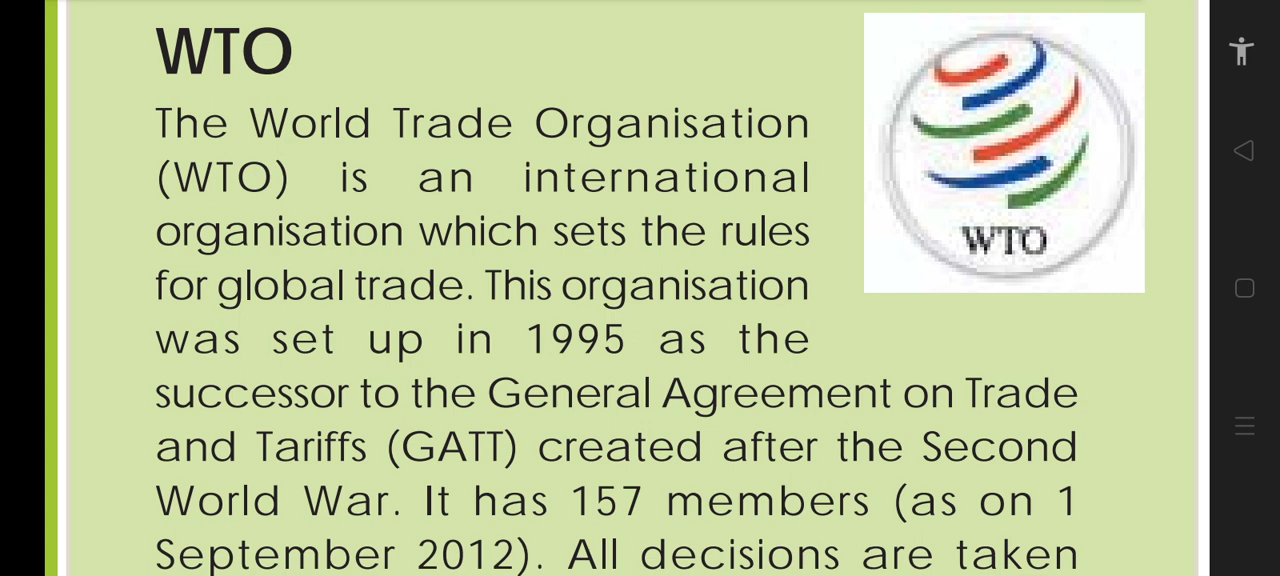 WTO
The World Trade Organisation
(WTO) is an international
organisation which sets the rules
for global trade. This organisation
was set up in 1995 as the
successor to the General Agreement on Trade
and Tariffs (GATT) created after the Second
World War. It has 157 members (as on 1
September 2012). All decisions are taken
WTO